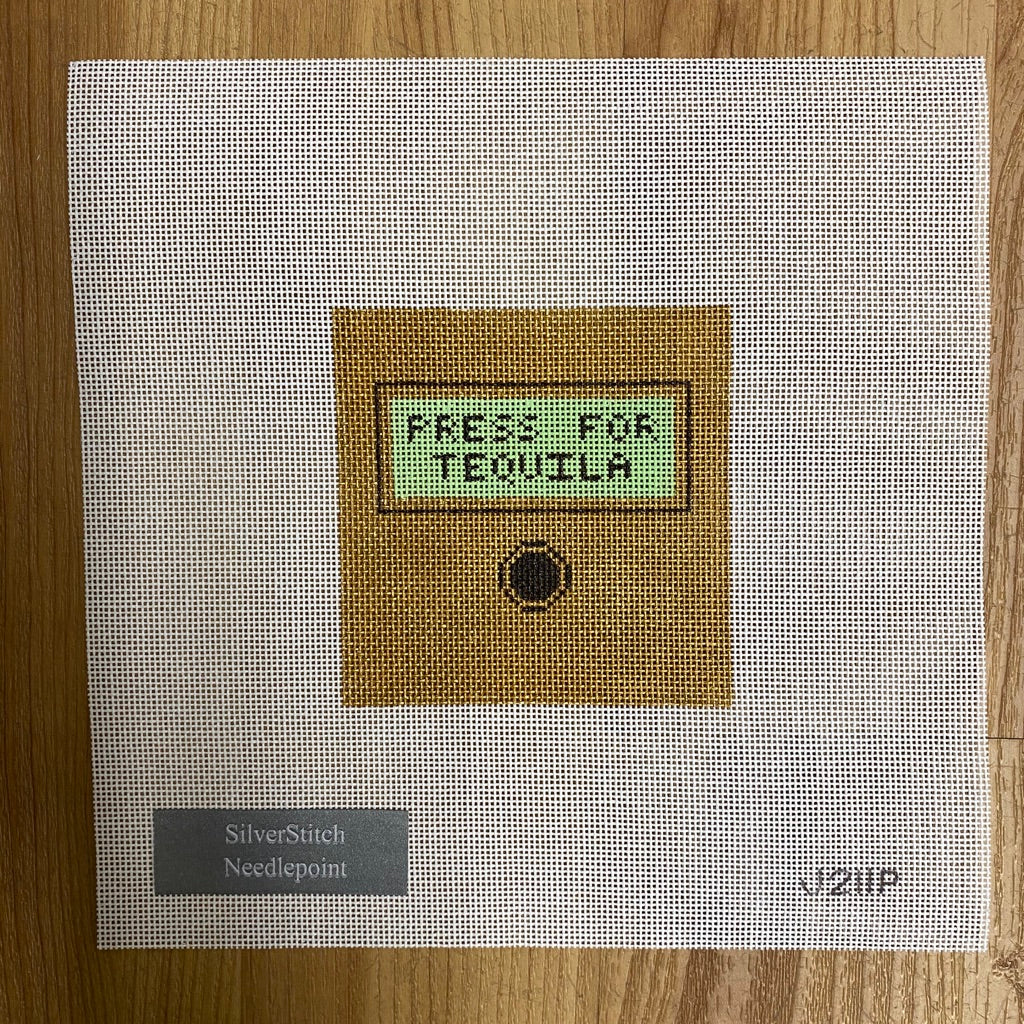 PRESS FOR
TEQUILA
SilverStitch
Needlepoint
J211P